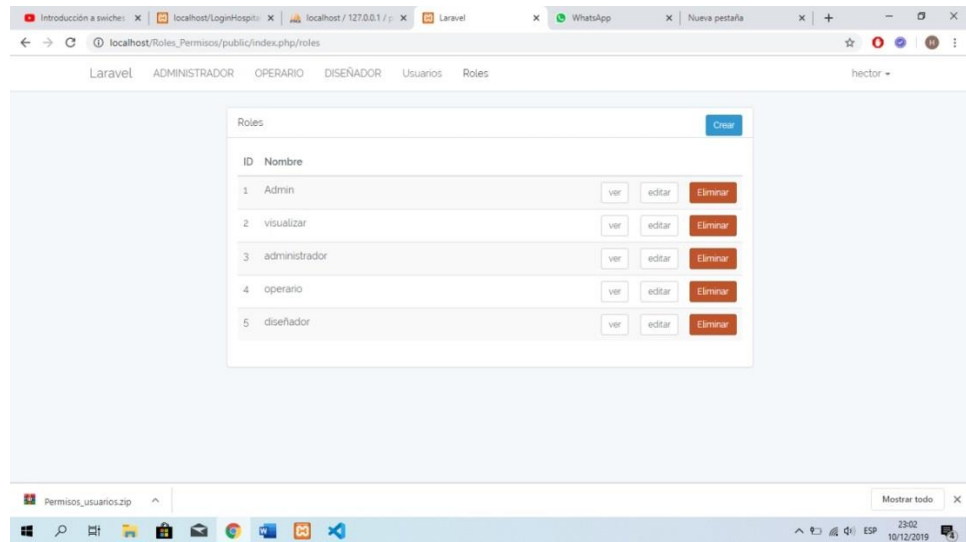 Introducción a swiches
localhost/LoginHospita
localhost / 127.0.0.1 / p
Laravel
WhatsApp
Nueva pestaña
localhost/Roles_Permisos/public/index.php/roles
Laravel ADMINISTRADOR OPERARIO DISEÑADOR Usuarios Roles hector
Roles Crear
ID Nombre
1 Admin ver editar Eliminar
2 visualizar ver editar Eliminar
3 administrador ver editar Eliminar
4 operario ver editar Eliminar
5 diseñador ver editar Eliminar
Permisos_usuarios.zip Mostrar todo
ESP 23:02
10/12/2019